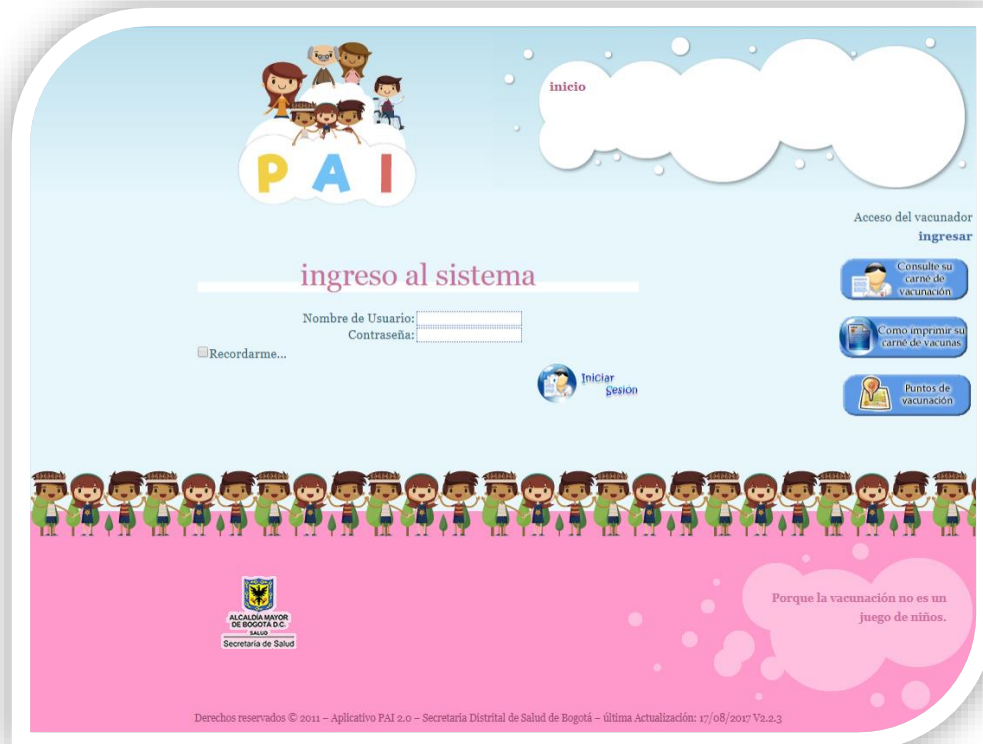 PAI
inicio
Acceso del vacunador
ingresar
ingreso al sistema
Consulte su
carné de
vacunación
Nombre de Usuario:
Contraseña:
Recordarme...
Como imprimir su
carné de vacunas
Iniciar
Sesión
Puntos de
vacunación
ALCALDÍA MAYOR
DE BOGOTÁ D.C.
SALUD
Secretaría de Salud
Porque la vacunación no es un
juego de niños.
Derechos reservados © 2011 – Aplicativo PAI 2.0 – Secretaría Distrital de Salud de Bogotá – última Actualización: 17/08/2017 V2.2.3